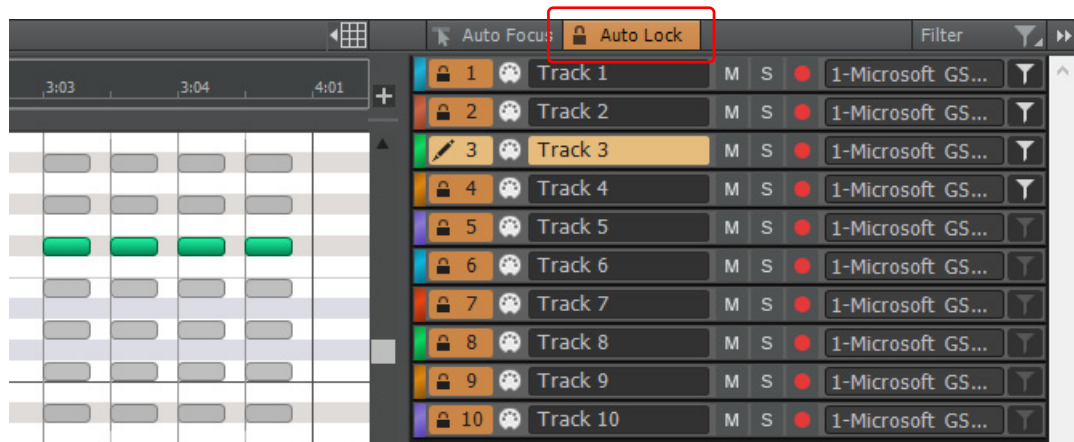 Auto Focus Auto Lock Filter
3:03 3:04 4:01
1 Track 1 M S 1-Microsoft GS...
2 Track 2 M S 1-Microsoft GS...
3 Track 3 M S 1-Microsoft GS...
4 Track 4 M S 1-Microsoft GS...
5 Track 5 M S 1-Microsoft GS...
6 Track 6 M S 1-Microsoft GS...
7 Track 7 M S 1-Microsoft GS...
8 Track 8 M S 1-Microsoft GS...
9 Track 9 M S 1-Microsoft GS...
10 Track 10 M S 1-Microsoft GS...